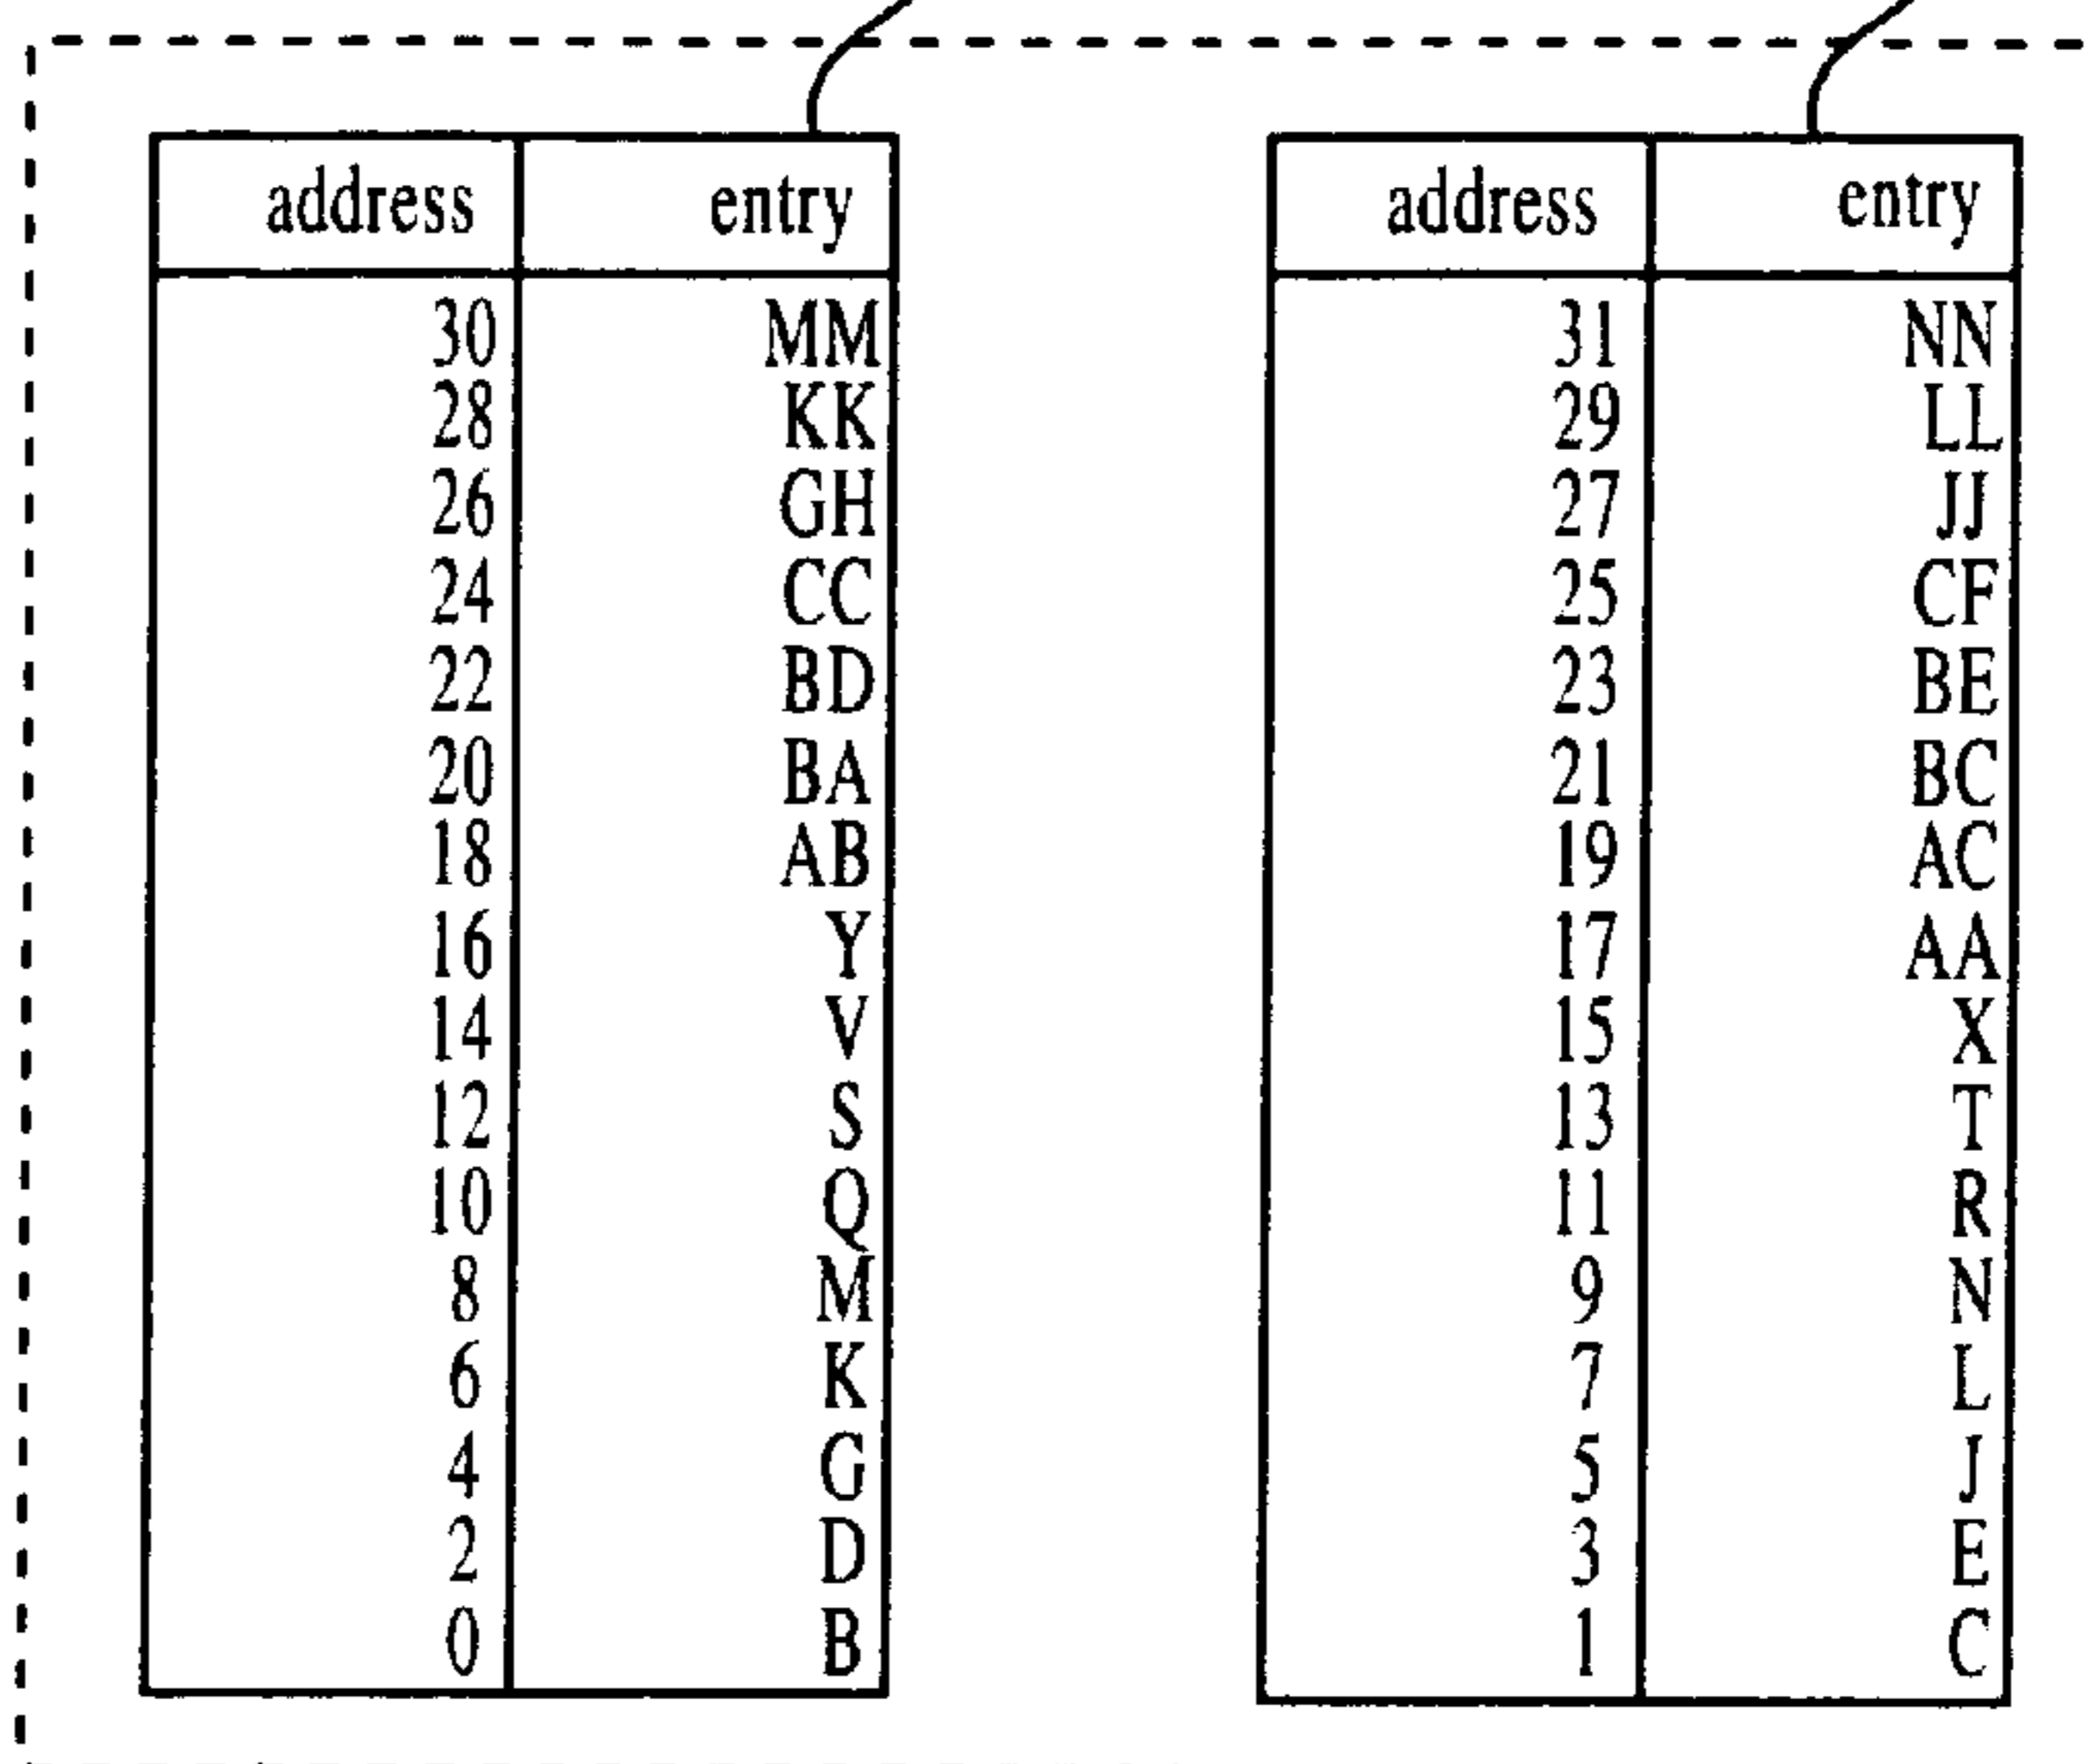 address entry
30 MM
28 KK
26 GH
24 CC
22 BD
20 BA
18 AB
16 Y
14 V
12 S
10 Q
8 M
6 K
4 G
2 D
0 B
address entry
31 NN
29 LL
27 JJ
25 CF
23 BE
21 BC
19 AC
17 AA
15 X
13 T
11 R
9 N
7 L
5 J
3 E
1 C